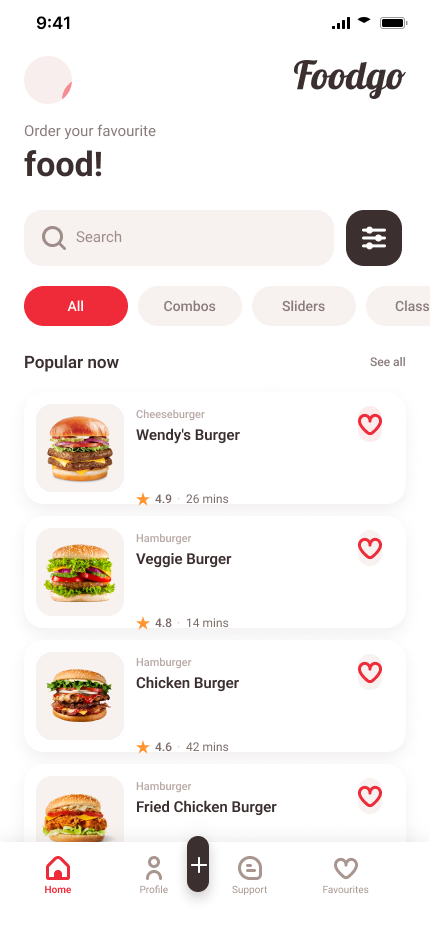 9:41
Foodgo
Order your favourite
food!
Search
All
Combos
Sliders
Class
Popular now
See all
Cheeseburger
Wendy's Burger
4.9 · 26 mins
Hamburger
Veggie Burger
4.8 · 14 mins
Hamburger
Chicken Burger
4.6 · 42 mins
Hamburger
Fried Chicken Burger
Home
Profile
Support
Favourites